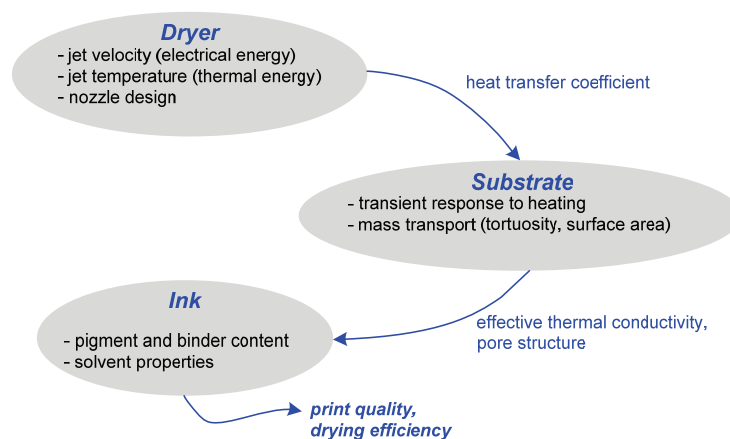 Dryer
- jet velocity (electrical energy)
- jet temperature (thermal energy)
- nozzle design
heat transfer coefficient
Substrate
- transient response to heating
- mass transport (tortuosity, surface area)
Ink
- pigment and binder content
- solvent properties
effective thermal conductivity,
pore structure
print quality,
drying efficiency